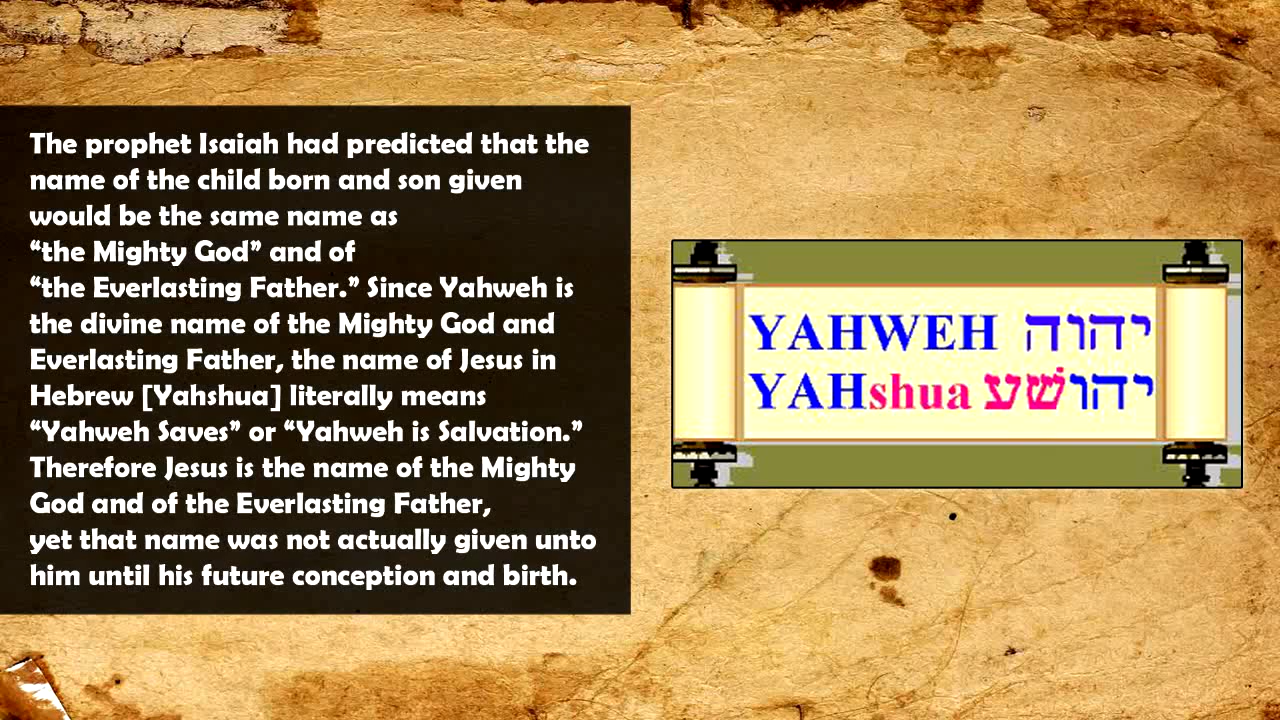 The prophet Isaiah had predicted that the
name of the child born and son given
would be the same name as
“the Mighty God” and of
“the Everlasting Father.” Since Yahweh is
the divine name of the Mighty God and
Everlasting Father, the name of Jesus in
Hebrew [Yahshua] literally means
“Yahweh Saves” or “Yahweh is Salvation.”
Therefore Jesus is the name of the Mighty
God and of the Everlasting Father,
yet that name was not actually given unto
him until his future conception and birth.
YAHWEH יהוה
YAHshua יהושׁע